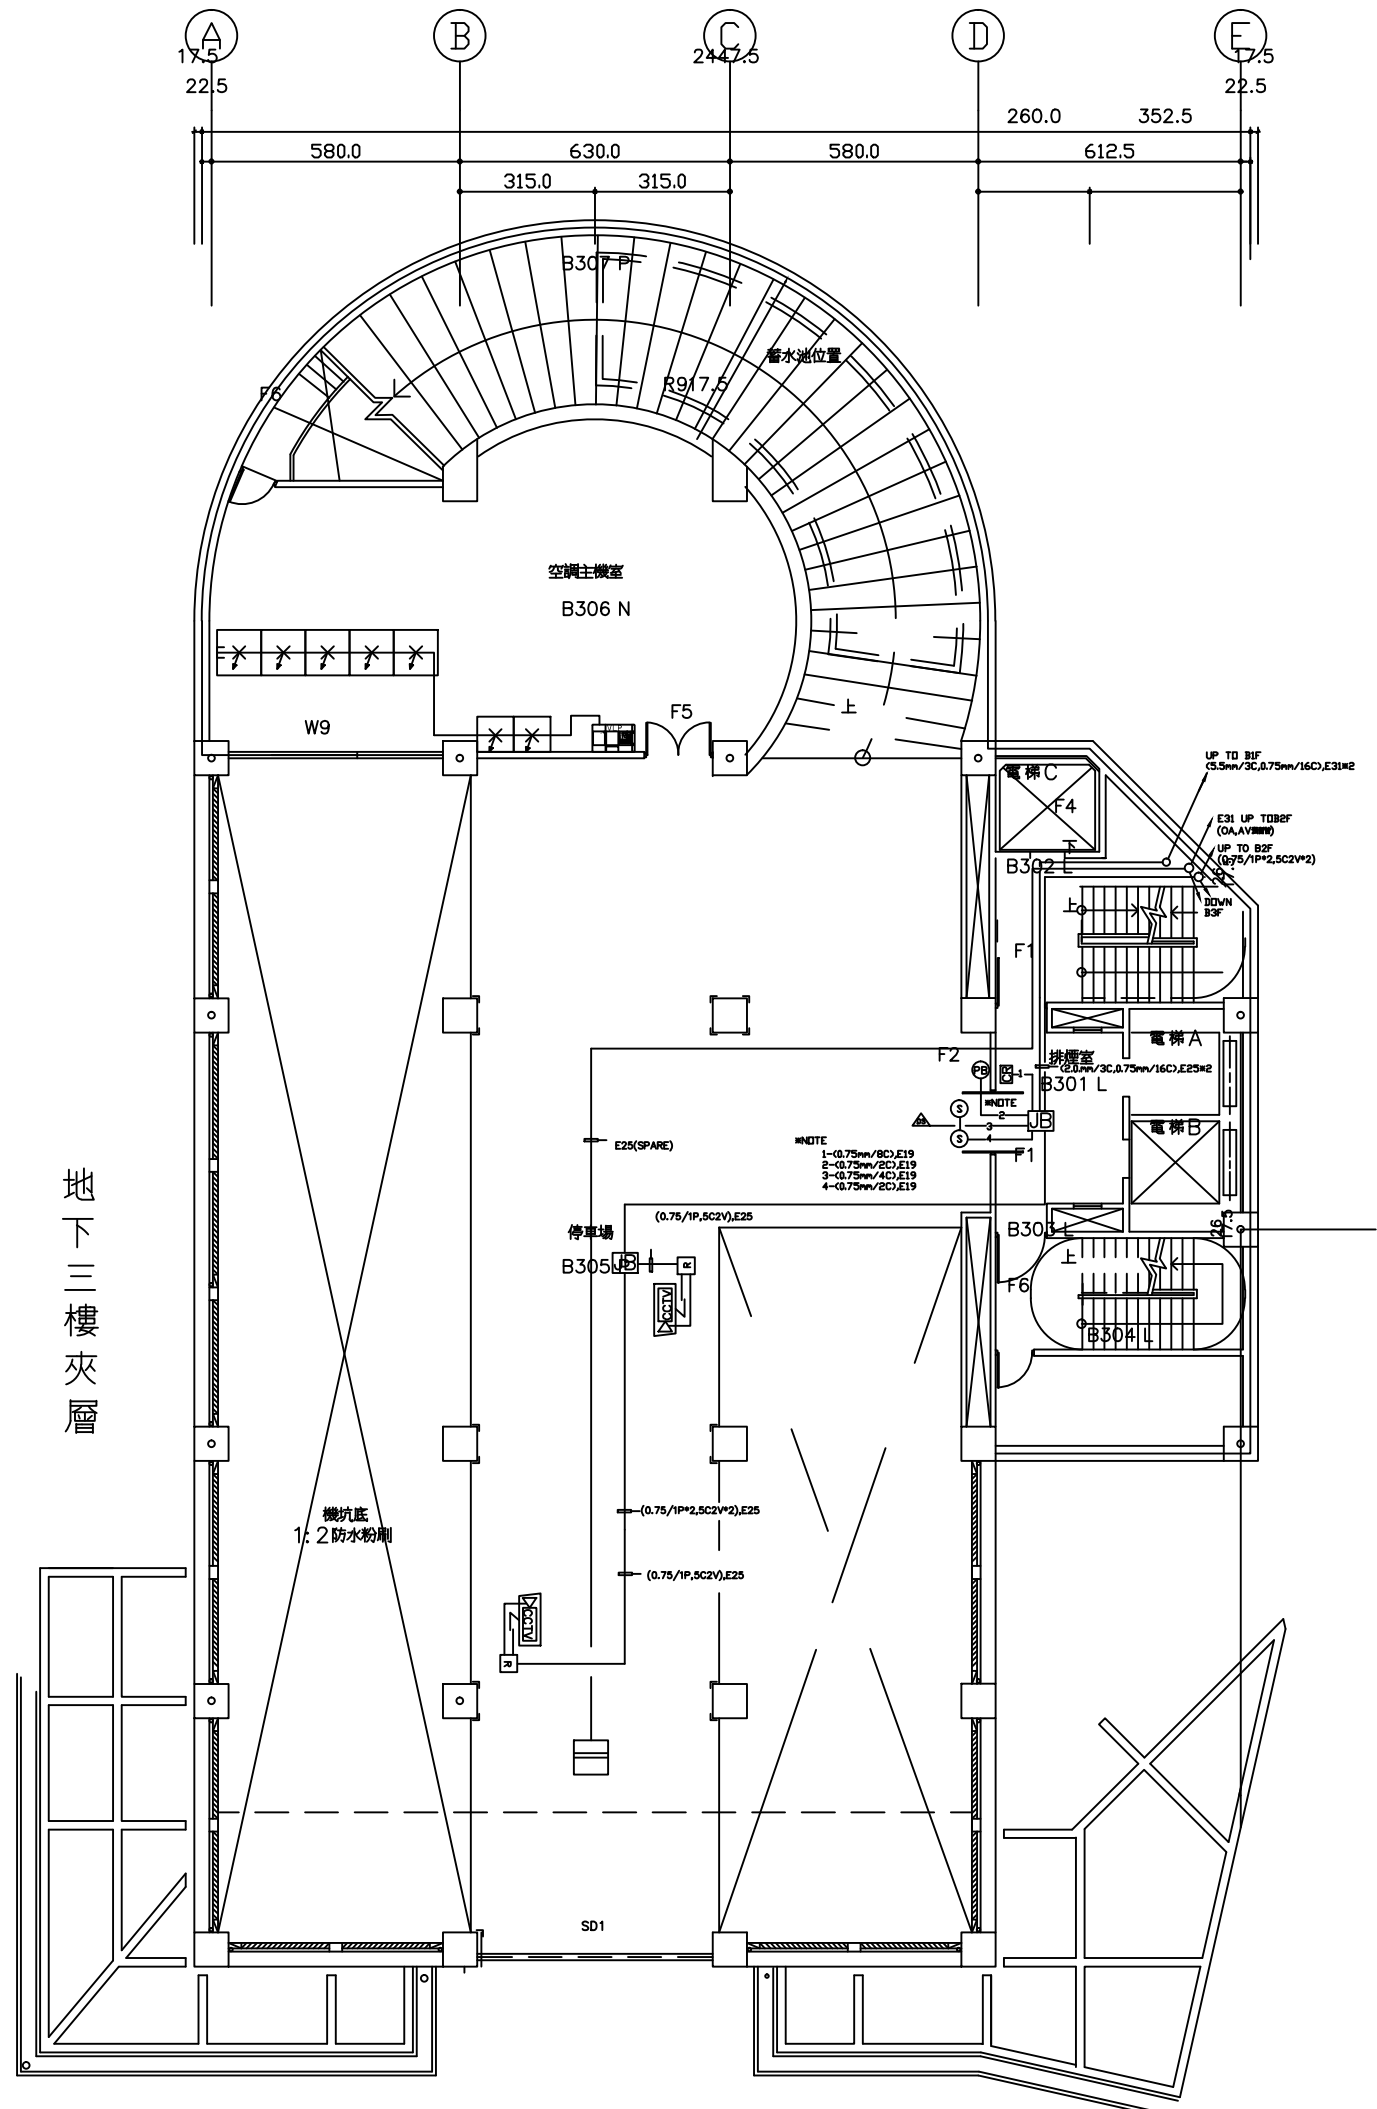 A
B
C
D
E
17.5
2447.5
17.5
22.5
22.5
260.0
352.5
580.0
630.0
580.0
612.5
315.0
315.0
B307 P
蓄水池位置
R917.5
F6
空調主機室
B306 N
W9
F5
上
電梯C
F4
下
B302 L
UP TO B1F
(5.5mm/3C,0.75mm/16C),E31*2
E31 UP TOB2F
UP TO B2F
(0.75/1P*2,5C2V*2)
DOWN
B3F
上
F1
電梯A
F2
PB
CR
1
排煙室
(2.0mm/3C,0.75mm/16C),E25*2
B301 L
*NOTE
2
S
3
JB
S
4
F1
電梯B
E25(SPARE)
*NOTE
1-(0.75mm/8C),E19
2-(0.75mm/2C),E19
3-(0.75mm/4C),E19
4-(0.75mm/2C),E19
(0.75/1P,5C2V),E25
停車場
B305 P
JB
R
CCTV
B303 L
上
F6
B304 L
地下三樓夾層
機坑底
1:2防水粉刷
(0.75/1P*2,5C2V*2),E25
(0.75/1P,5C2V),E25
CCTV
R
SD1